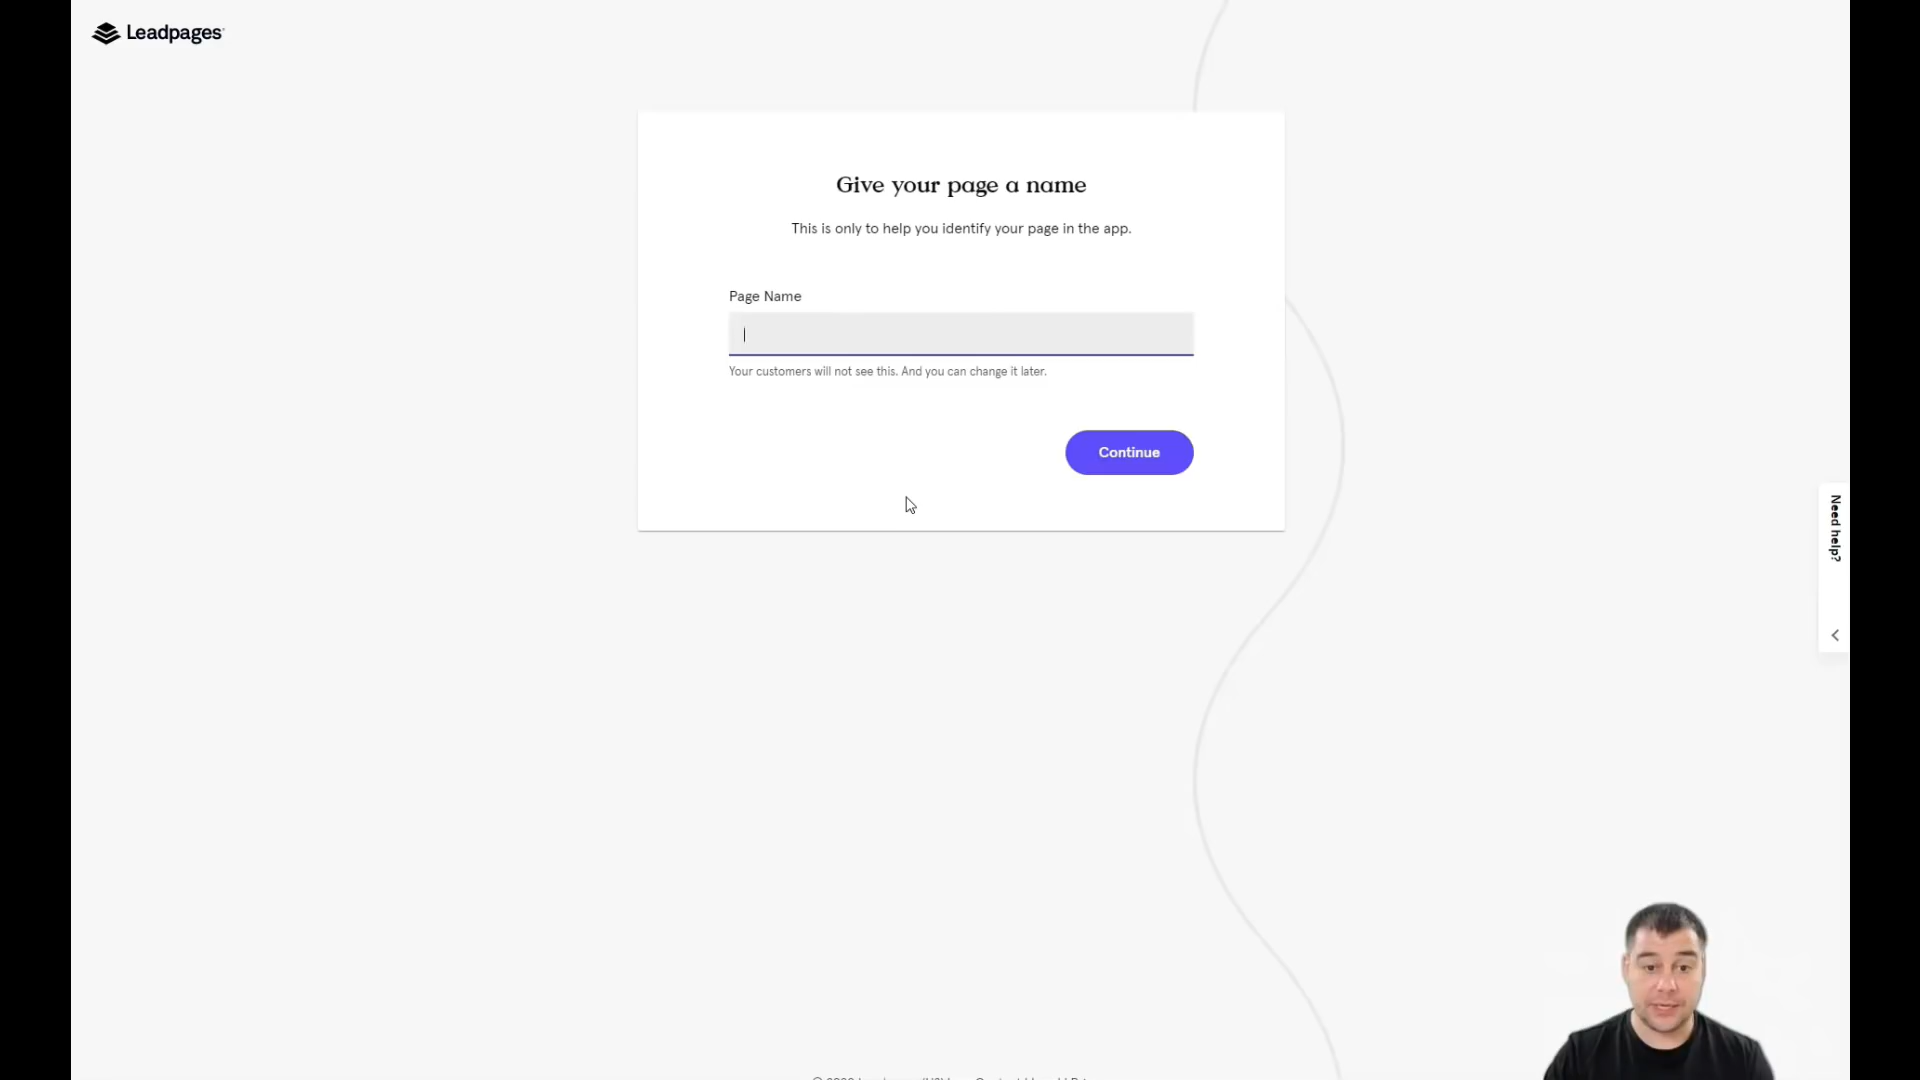 Leadpages
Give your page a name
This is only to help you identify your page in the app.
Page Name
Your customers will not see this. And you can change it later.
Continue
Need help?